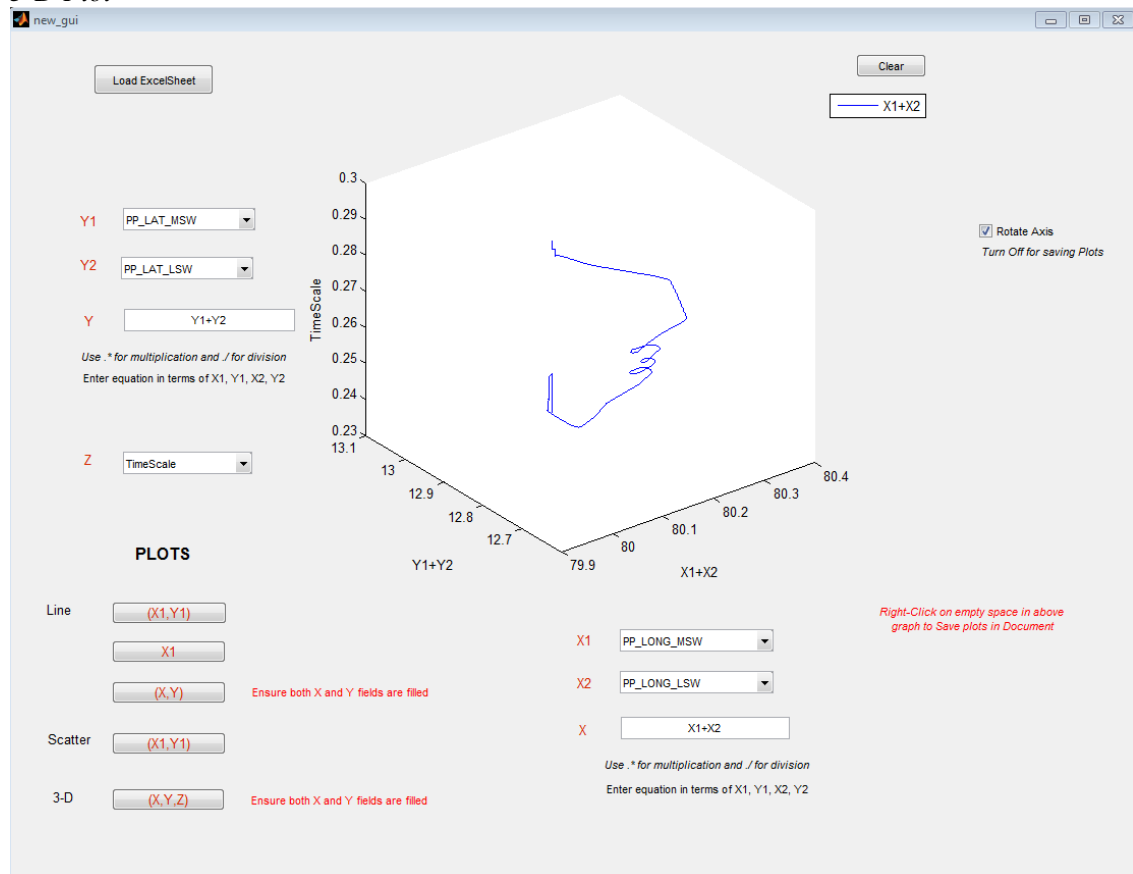 3-D Plot
new_gui
Load ExcelSheet
Clear
X1+X2
Y1
PP_LAT_MSW
Y2
PP_LAT_LSW
Y
Y1+Y2
Use .* for multiplication and ./ for division
Enter equation in terms of X1, Y1, X2, Y2
Z
TimeScale
TimeScale
0.3
0.29
0.28
0.27
0.26
0.25
0.24
0.23
13.1
13
12.9
12.8
12.7
Y1+Y2
79.9
80
80.1
80.2
80.3
80.4
X1+X2
Rotate Axis
Turn Off for saving Plots
PLOTS
Line
(X1,Y1)
X1
(X,Y)
Ensure both X and Y fields are filled
Scatter
(X1,Y1)
3-D
(X,Y,Z)
Ensure both X and Y fields are filled
X1
PP_LONG_MSW
X2
PP_LONG_LSW
X
X1+X2
Use .* for multiplication and ./ for division
Enter equation in terms of X1, Y1, X2, Y2
Right-Click on empty space in above
graph to Save plots in Document